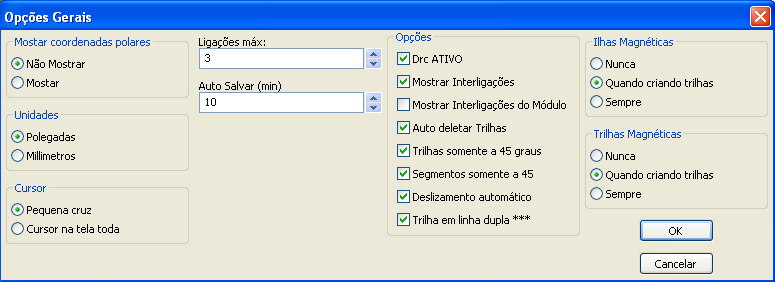 Opções Gerais
Mostar coordenadas polares
Não Mostrar
Mostar
Unidades
Polegadas
Millimetros
Cursor
Pequena cruz
Cursor na tela toda
Ligações máx:
3
Auto Salvar (min)
10
Opções
Drc ATIVO
Mostrar Interligações
Mostrar Interligações do Módulo
Auto deletar Trilhas
Trilhas somente a 45 graus
Segmentos somente a 45
Deslizamento automático
Trilha em linha dupla ***
Ilhas Magnéticas
Nunca
Quando criando trilhas
Sempre
Trilhas Magnéticas
Nunca
Quando criando trilhas
Sempre
OK
Cancelar